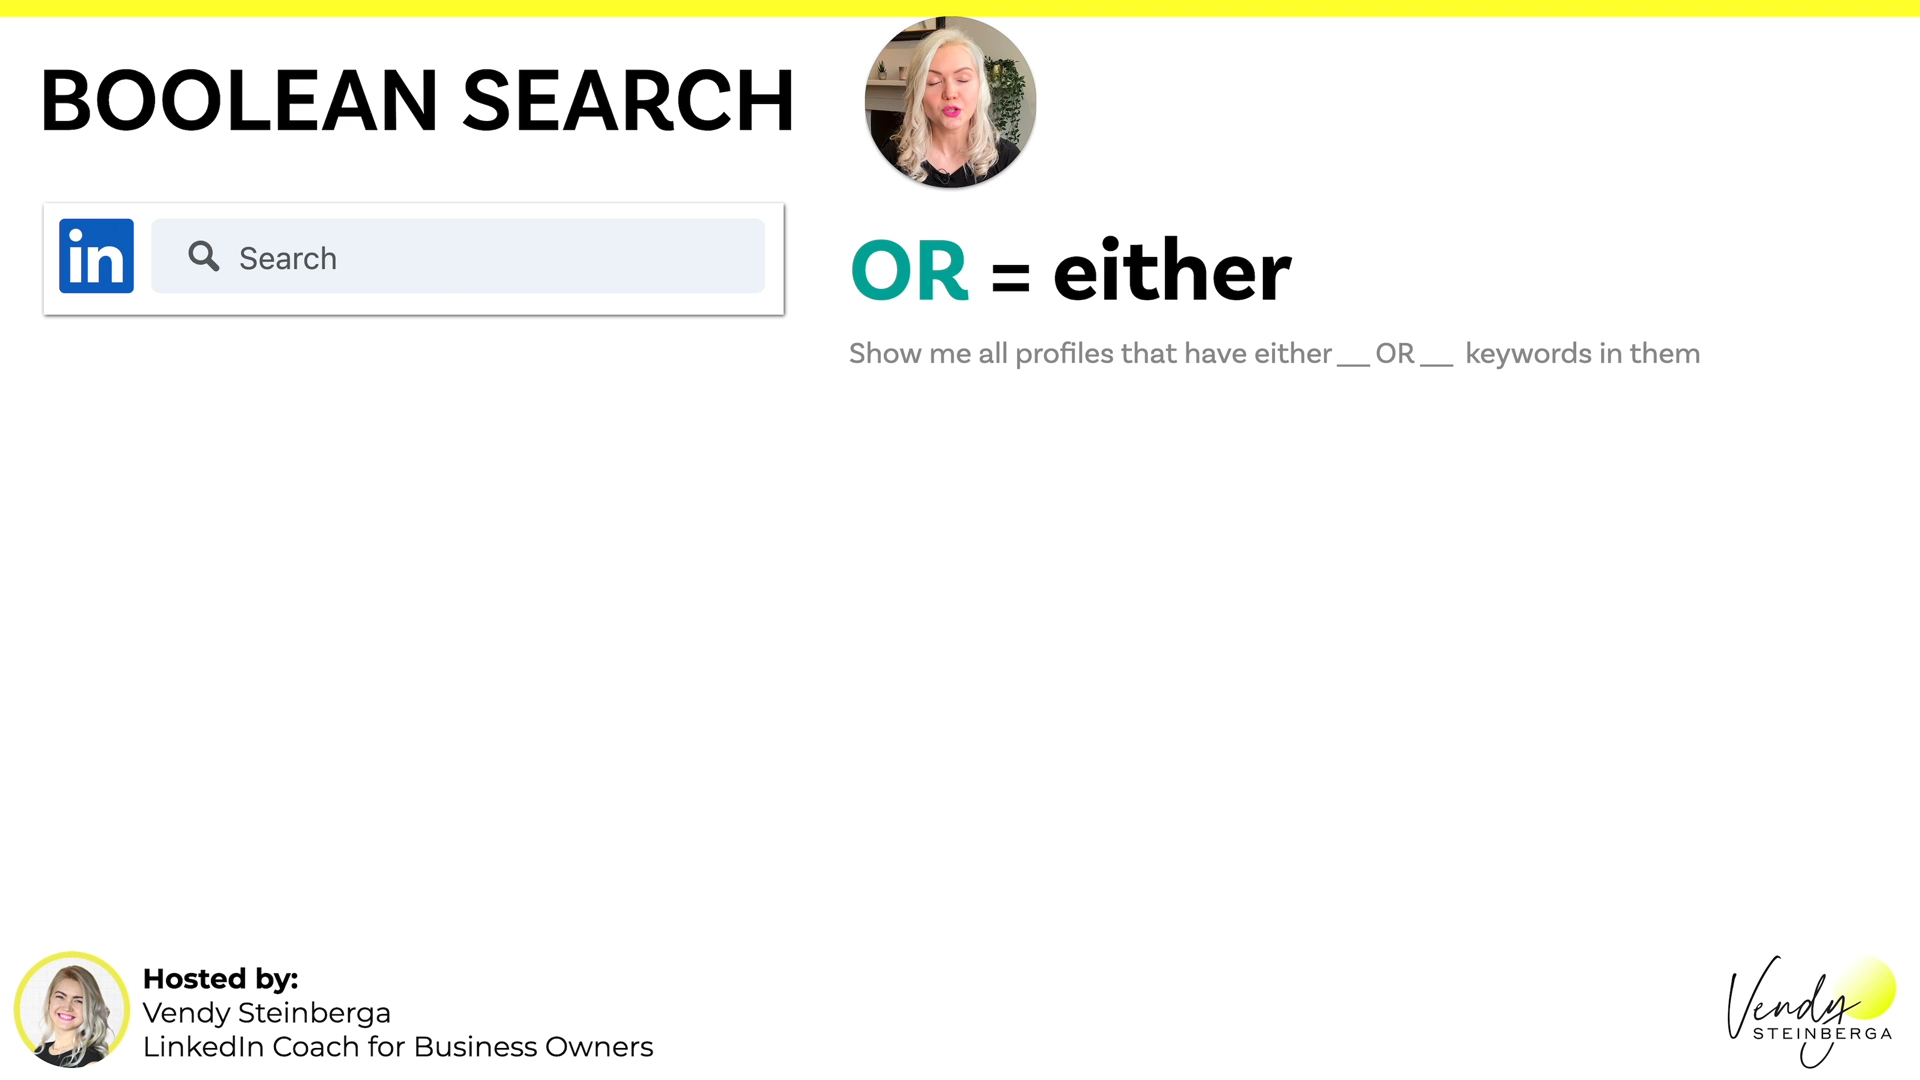 BOOLEAN SEARCH
in
Search
OR = either
Show me all profiles that have either __ OR __ keywords in them
Hosted by:
Vendy Steinberga
LinkedIn Coach for Business Owners
Vendy
STEINBERGA